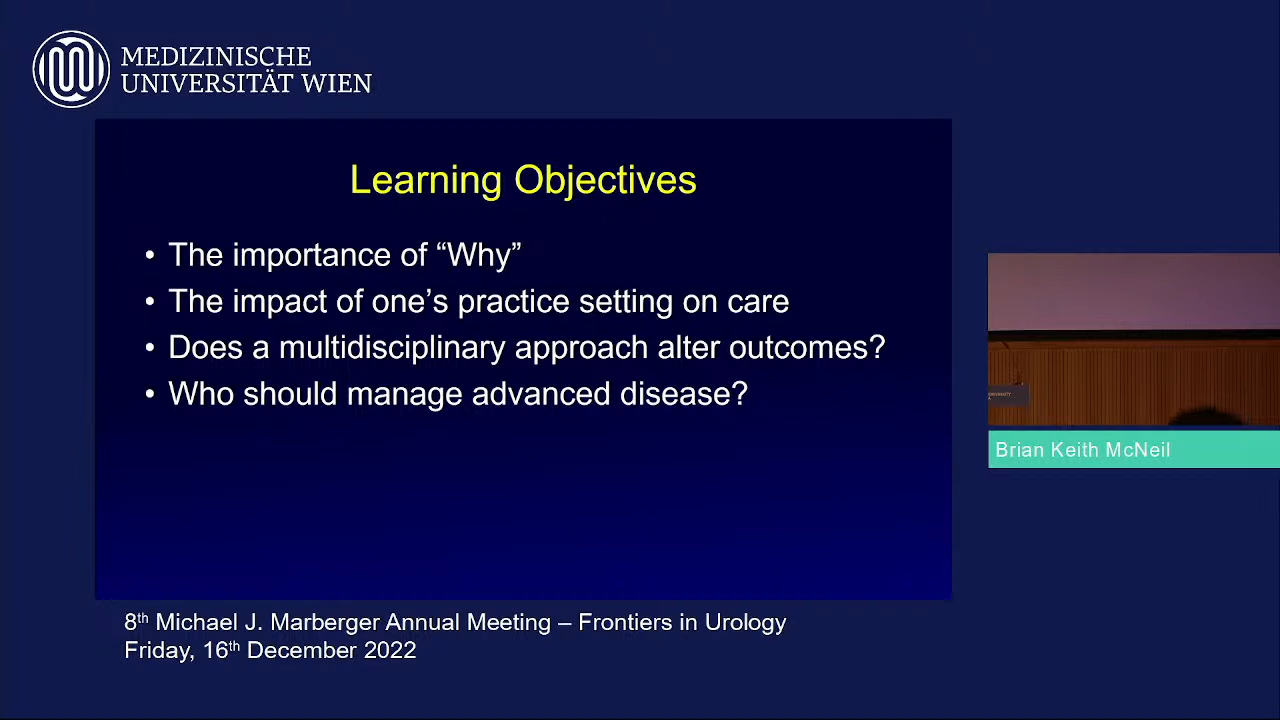 MEDIZINISCHE
UNIVERSITÄT WIEN
Learning Objectives
• The importance of “Why”
• The impact of one’s practice setting on care
• Does a multidisciplinary approach alter outcomes?
• Who should manage advanced disease?
Brian Keith McNeil
8th Michael J. Marberger Annual Meeting – Frontiers in Urology
Friday, 16th December 2022